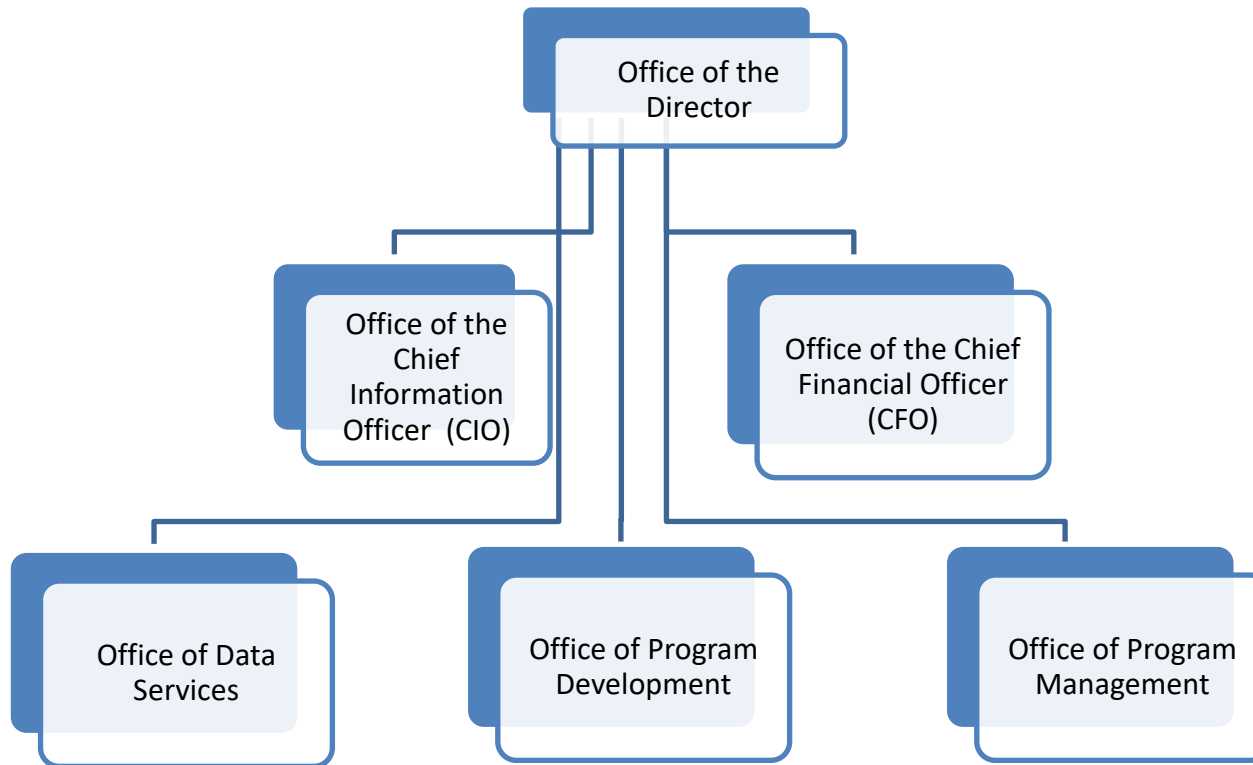 Office of the
Director
Office of the
Chief
Information
Officer  (CIO)
Office of the Chief
Financial Officer
(CFO)
Office of Data
Services
Office of Program
Development
Office of Program
Management